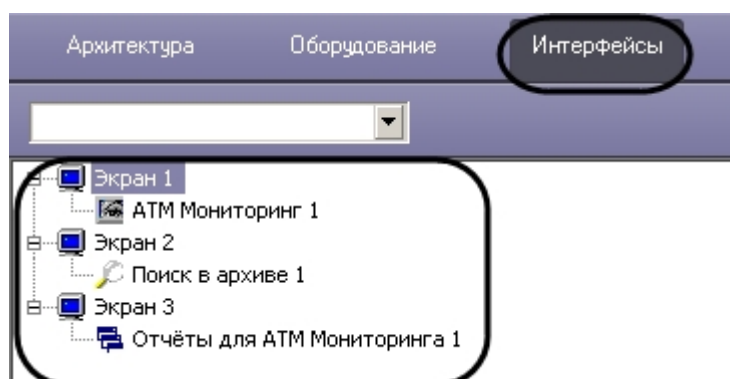 Архитектура Оборудование Интерфейсы
Экран 1
АТМ Мониторинг 1
Экран 2
Поиск в архиве 1
Экран 3
Отчёты для АТМ Мониторинга 1